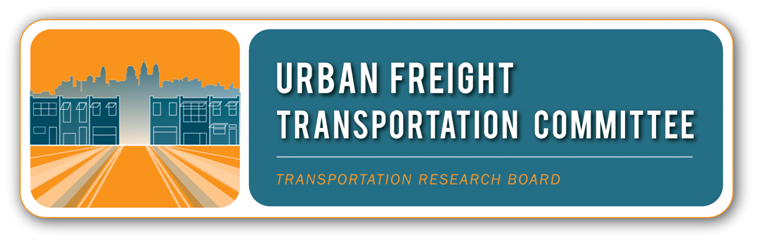 URBAN FREIGHT
TRANSPORTATION COMMITTEE
TRANSPORTATION RESEARCH BOARD